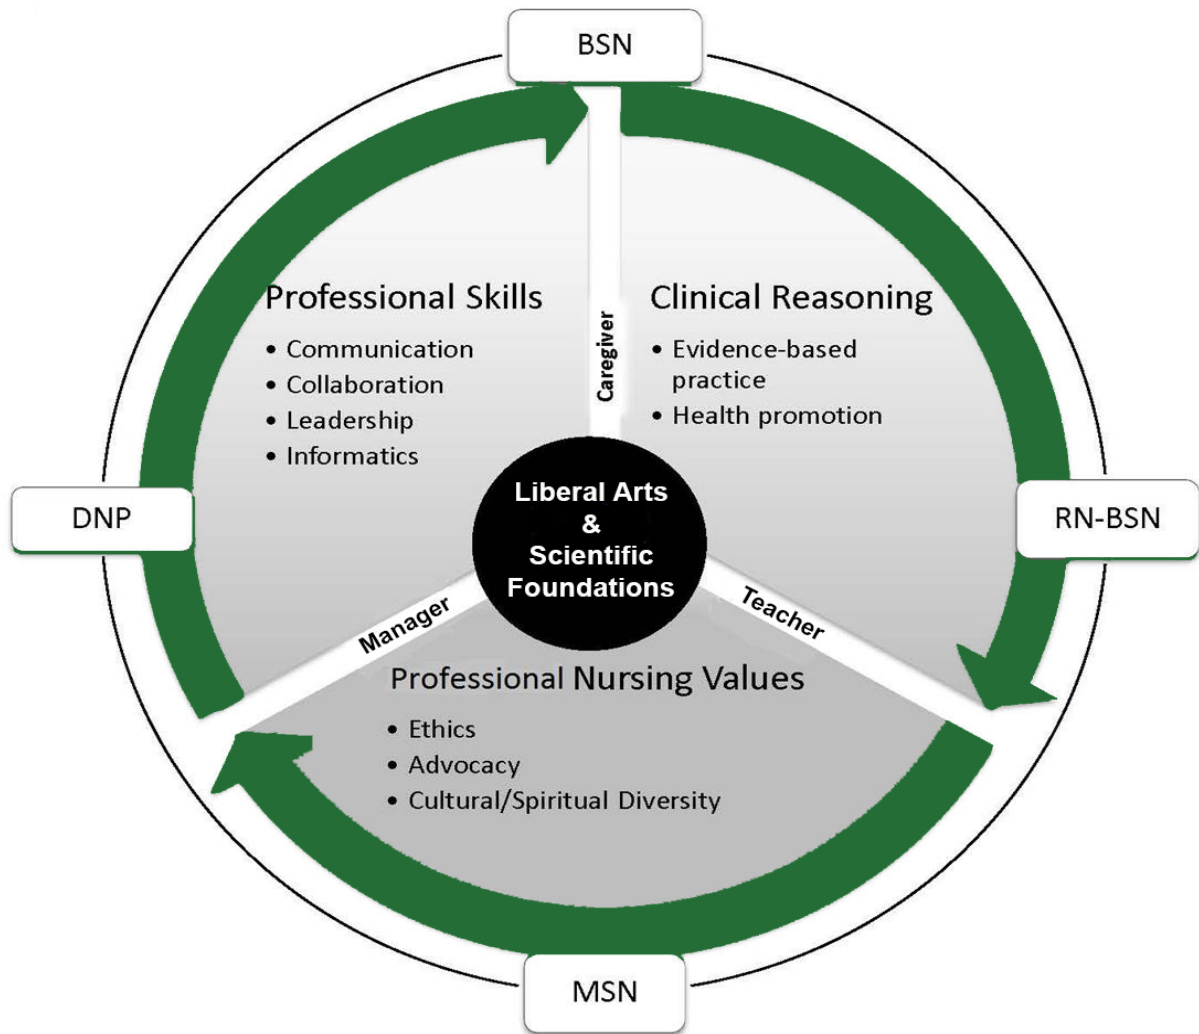 BSN
Professional Skills
• Communication
• Collaboration
• Leadership
• Informatics
Caregiver
Clinical Reasoning
• Evidence-based
practice
• Health promotion
DNP
Liberal Arts
&
Scientific
Foundations
RN-BSN
Manager
Teacher
Professional Nursing Values
• Ethics
• Advocacy
• Cultural/Spiritual Diversity
MSN